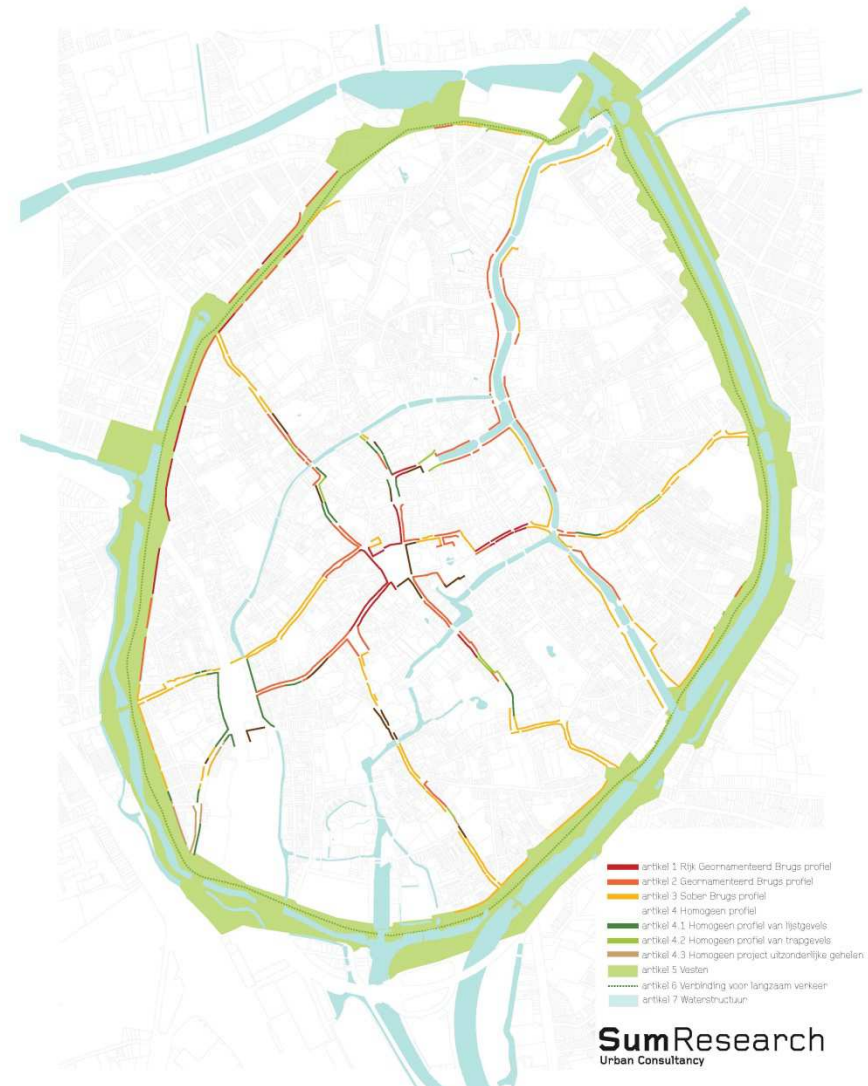 artikel 1 Rijk Geornamenteerd Brugs profiel
artikel 2 Geornamenteerd Brugs profiel
artikel 3 Sober Brugs profiel
artikel 4 Homogeen profiel
artikel 4.1 Homogeen profiel van lijstgevels
artikel 4.2 Homogeen profiel van trapgevels
artikel 4.3 Homogeen project uitzonderlijke gehelen
artikel 5 Vesten
artikel 6 Verbinding voor langzaam verkeer
artikel 7 Waterstructuur
SumResearch
Urban Consultancy